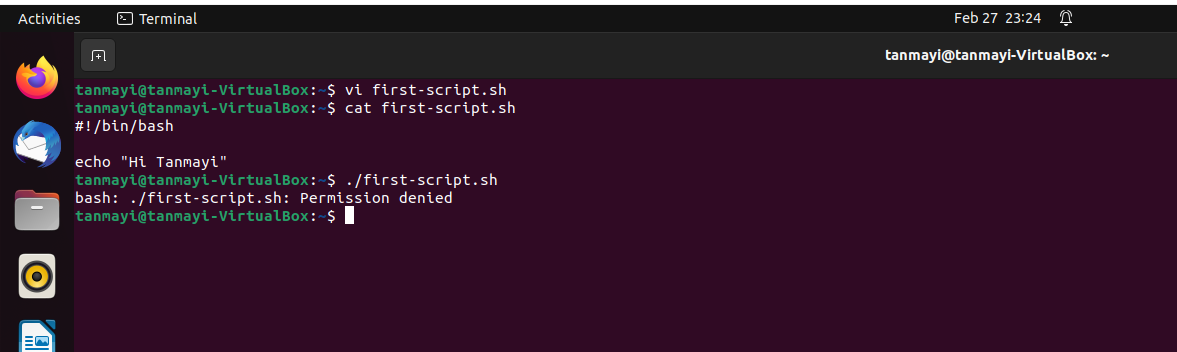 Activities Terminal Feb 27 23:24
tanmayi@tanmayi-VirtualBox: ~
tanmayi@tanmayi-VirtualBox:~$ vi first-script.sh
tanmayi@tanmayi-VirtualBox:~$ cat first-script.sh
#!/bin/bash
echo "Hi Tanmayi"
tanmayi@tanmayi-VirtualBox:~$ ./first-script.sh
bash: ./first-script.sh: Permission denied
tanmayi@tanmayi-VirtualBox:~$